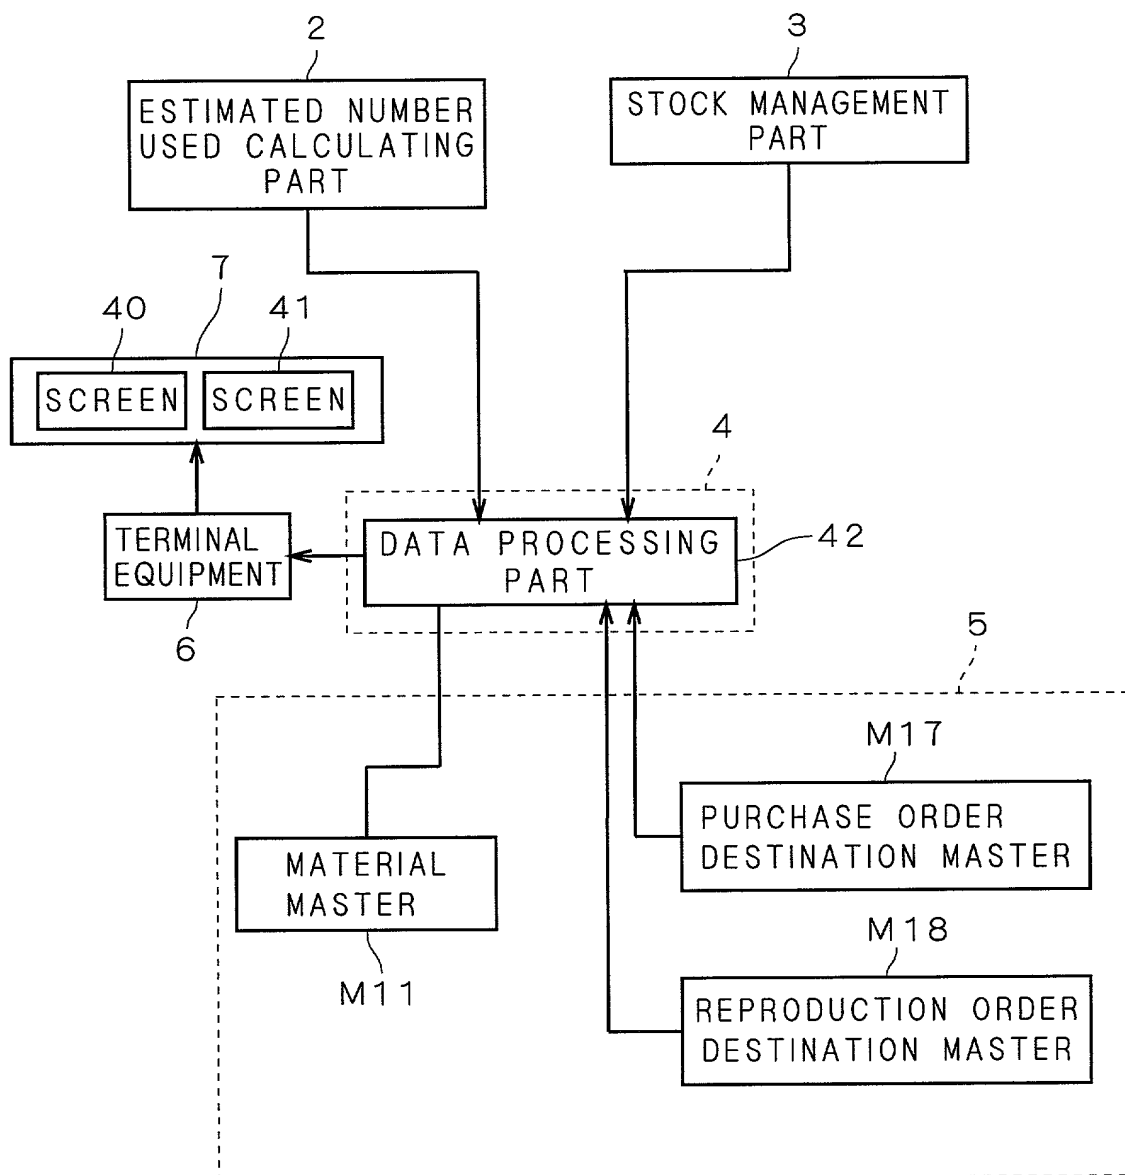 2
ESTIMATED NUMBER
USED CALCULATING
PART
3
STOCK MANAGEMENT
PART
7
40
41
SCREEN
SCREEN
4
TERMINAL
EQUIPMENT
6
DATA PROCESSING
PART
42
5
M17
PURCHASE ORDER
DESTINATION MASTER
MATERIAL
MASTER
M11
M18
REPRODUCTION ORDER
DESTINATION MASTER